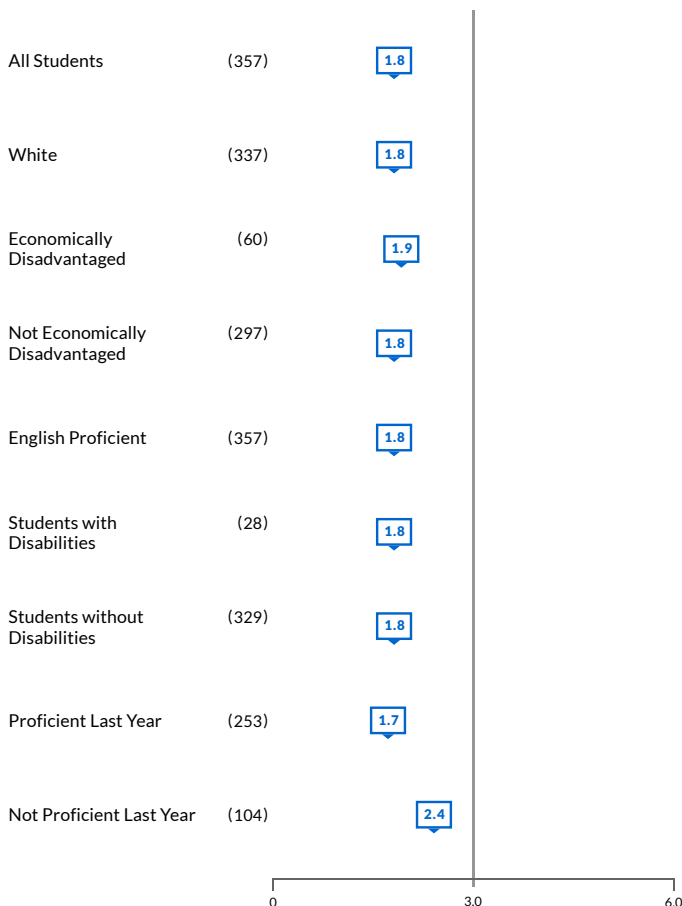 All Students (357) 1.8
White (337) 1.8
Economically (60)
Disadvantaged 1.9
Not Economically (297)
Disadvantaged 1.8
English Proficient (357) 1.8
Students with (28)
Disabilities 1.8
Students without (329)
Disabilities 1.8
Proficient Last Year (253) 1.7
Not Proficient Last Year (104) 2.4
0 3.0 6.0